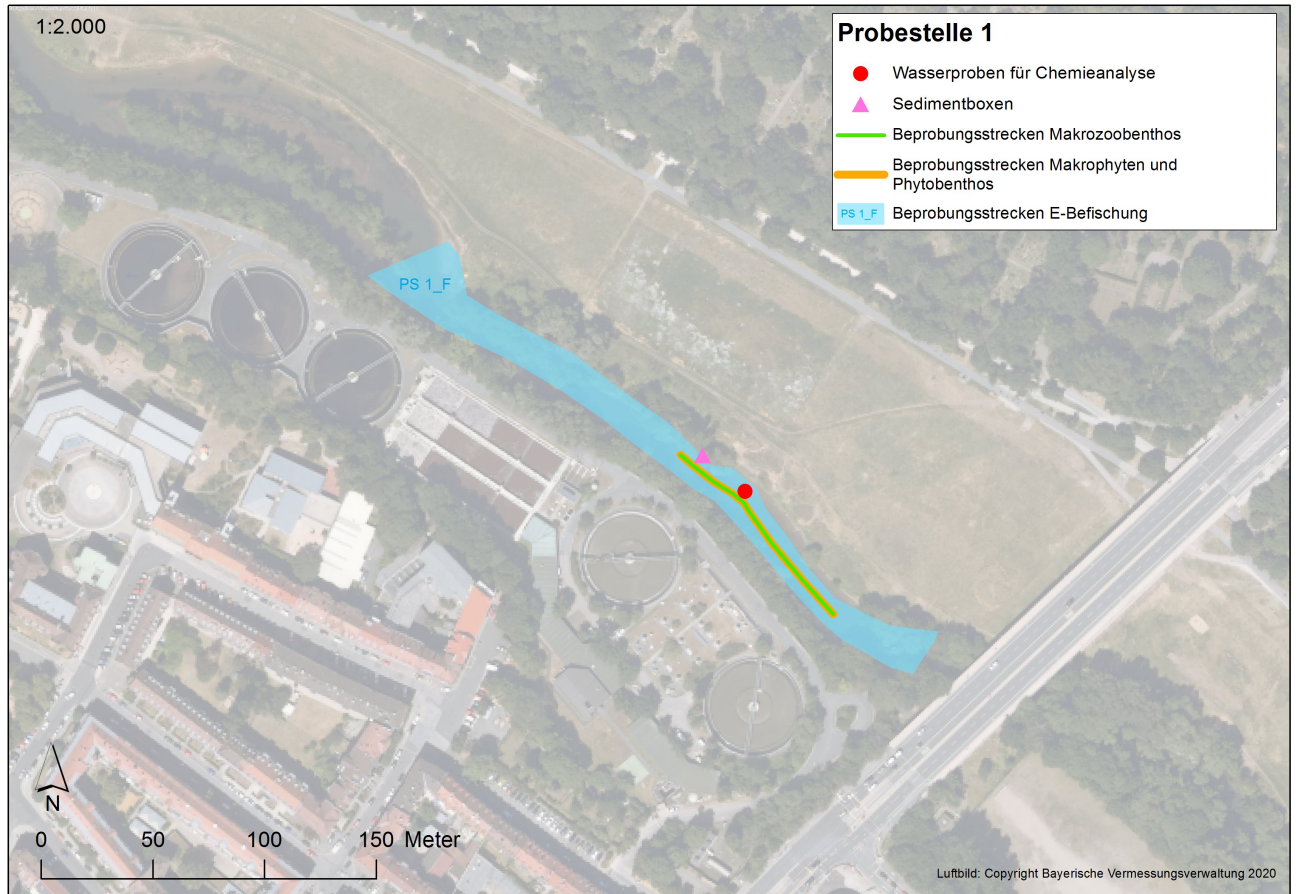 1:2.000
Probestelle 1
Wasserproben für Chemieanalyse
Sedimentboxen
Beprobungsstrecken Makrozoobenthos
Beprobungsstrecken Makrophyten und
Phytobenthos
PS 1_F Beprobungsstrecken E-Befischung
PS 1_F
N
0 50 100 150 Meter
Luftbild: Copyright Bayerische Vermessungsverwaltung 2020